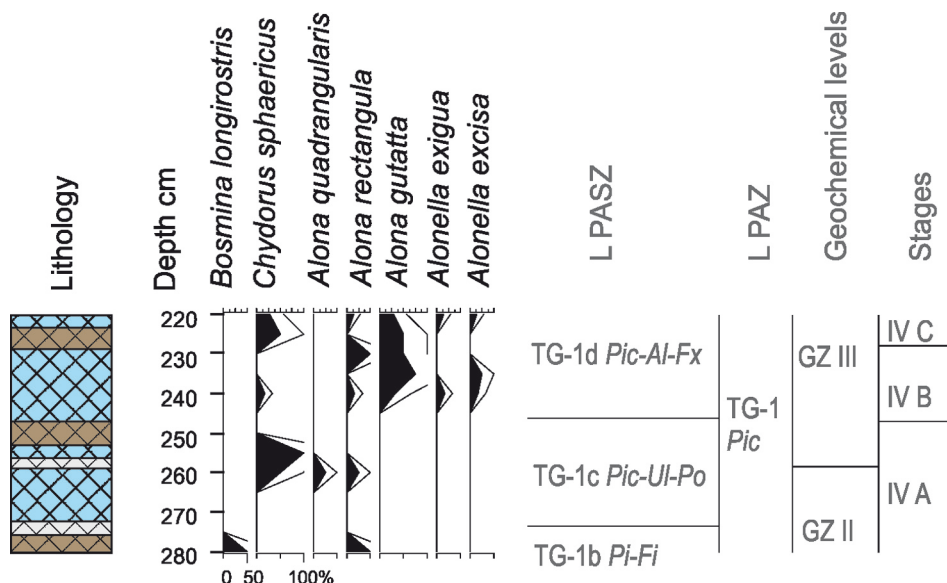 Lithology
Depth cm
Bosmina longirostris
Chydorus sphaericus
Alona quadrangularis
Alona rectangula
Alona gutatta
Alonella exigua
Alonella excisa
L PASZ
L PAZ
Geochemical levels
Stages
220
230
240
250
260
270
280
0 50 100%
TG-1d Pic-Al-Fx
TG-1c Pic-Ul-Po
TG-1b Pi-Fi
TG-1
Pic
GZ III
GZ II
IV C
IV B
IV A